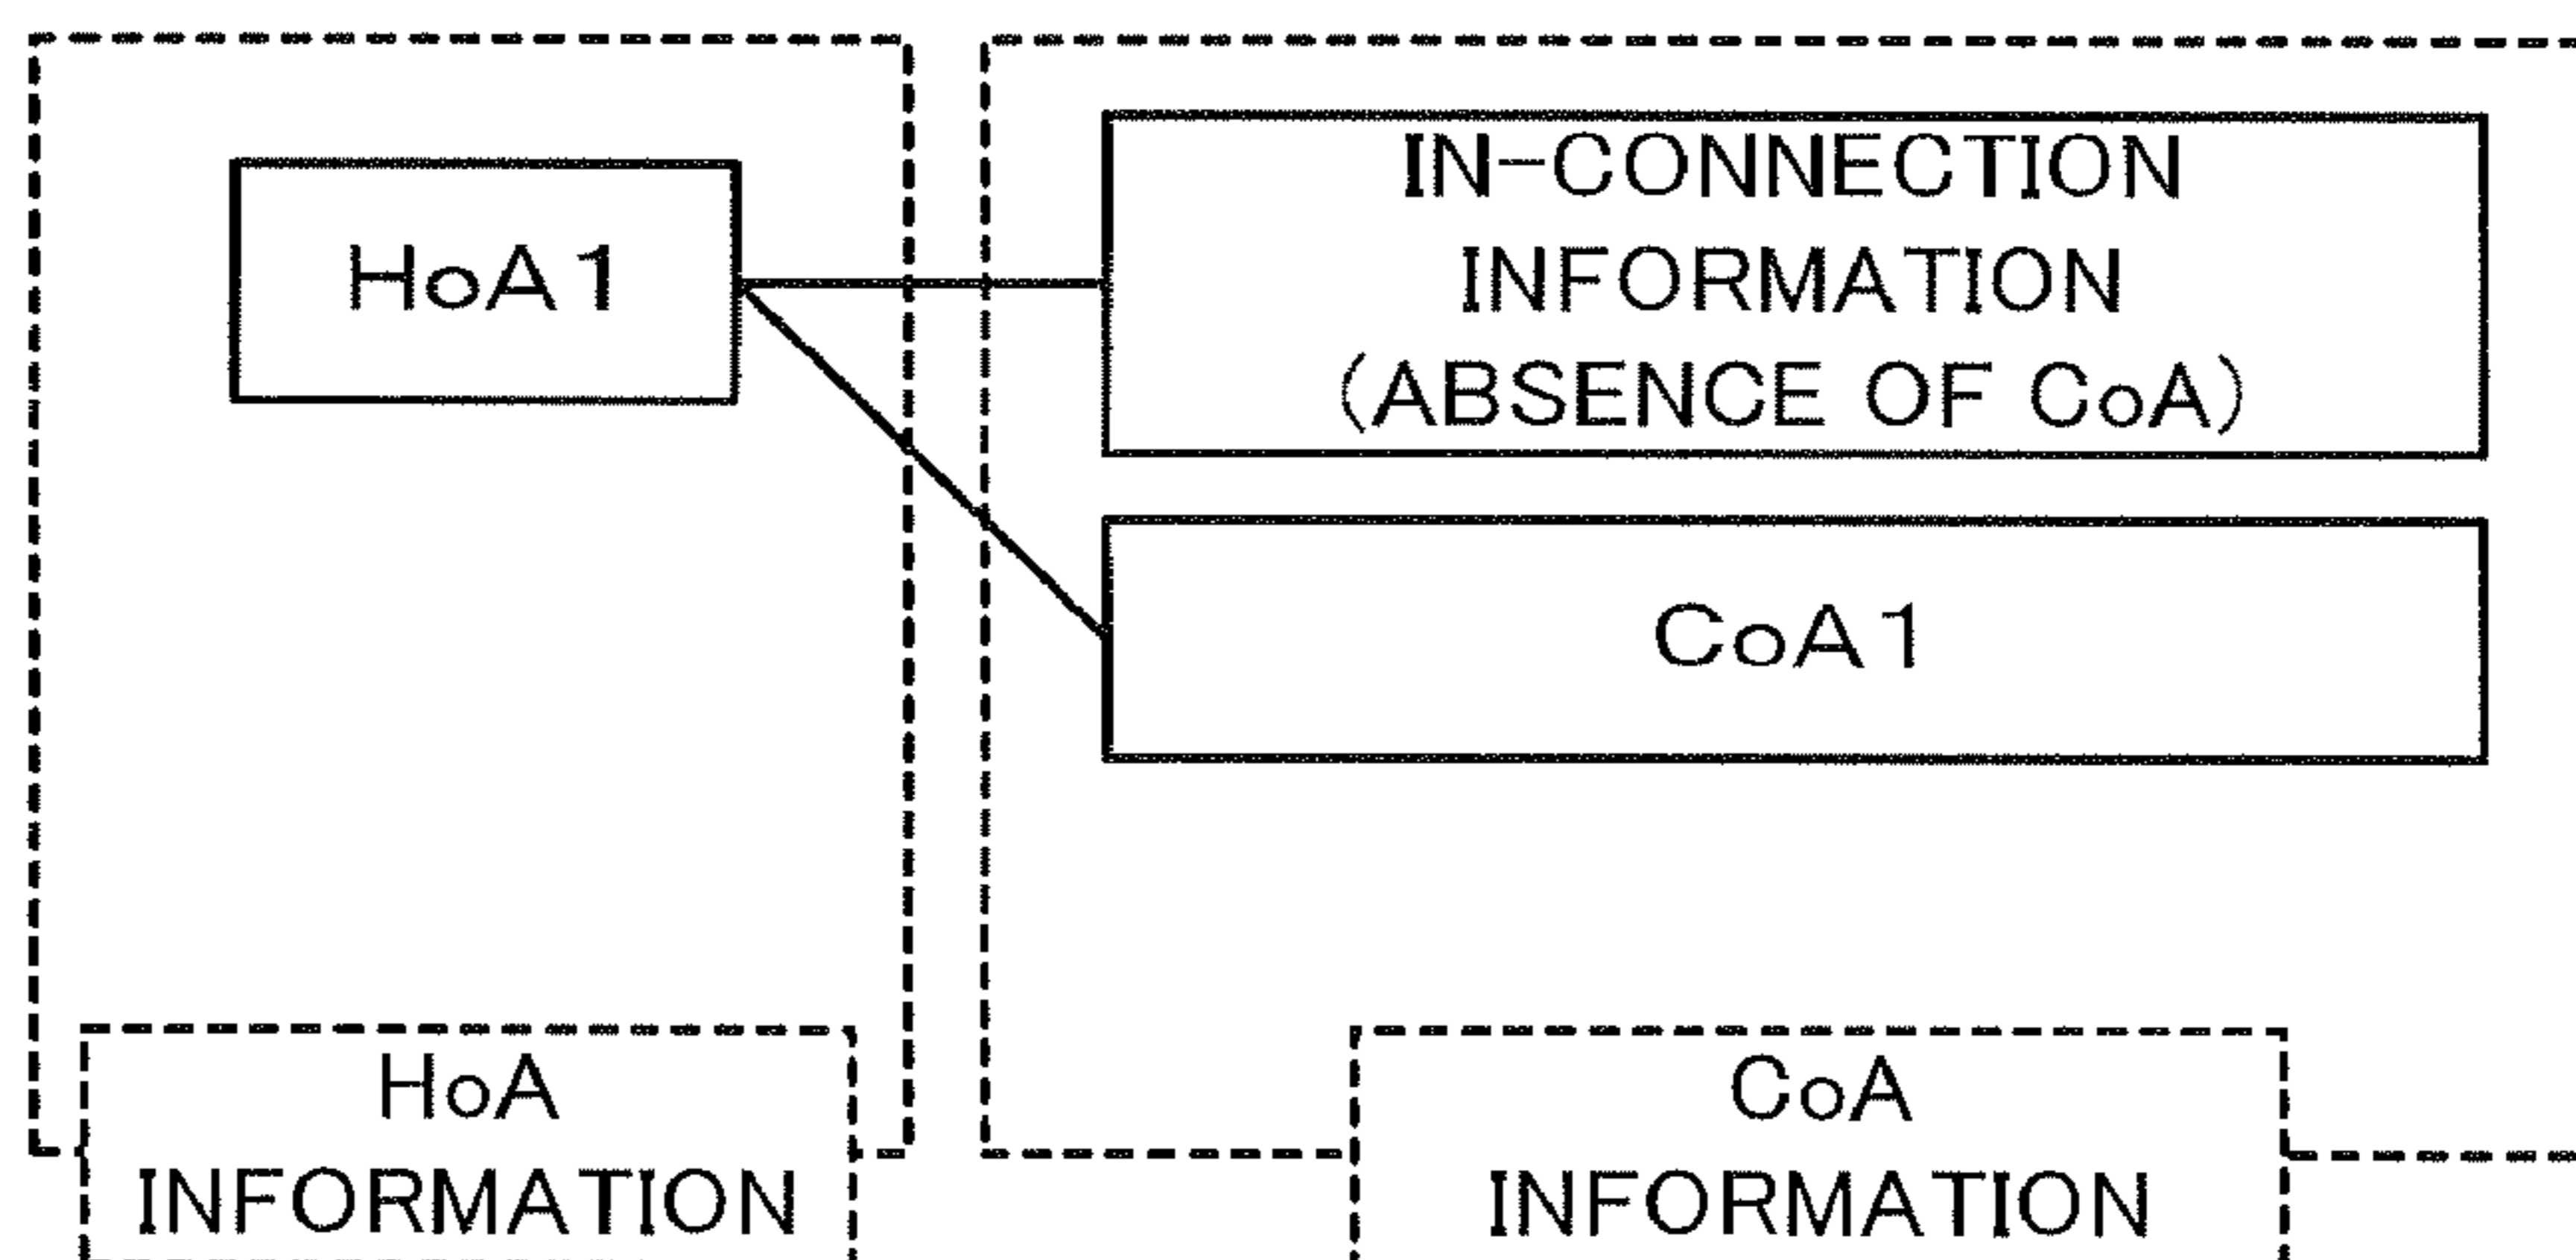 HoA1
IN-CONNECTION
INFORMATION
(ABSENCE OF CoA)
CoA1
HoA
INFORMATION
CoA
INFORMATION